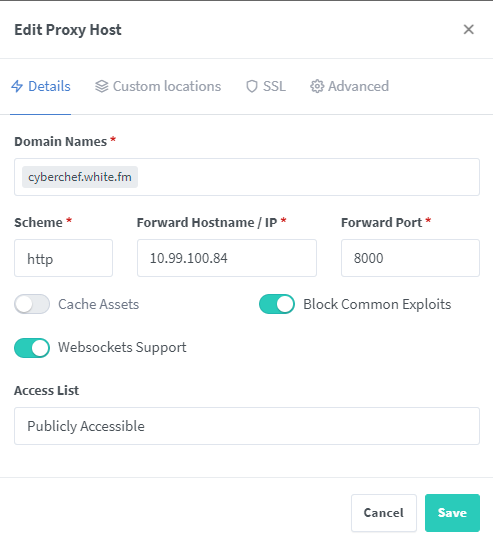 Edit Proxy Host
Details Custom locations SSL Advanced
Domain Names *
cyberchef.white.fm
Scheme * Forward Hostname / IP * Forward Port *
http 10.99.100.84 8000
Cache Assets Block Common Exploits
Websockets Support
Access List
Publicly Accessible
Cancel Save